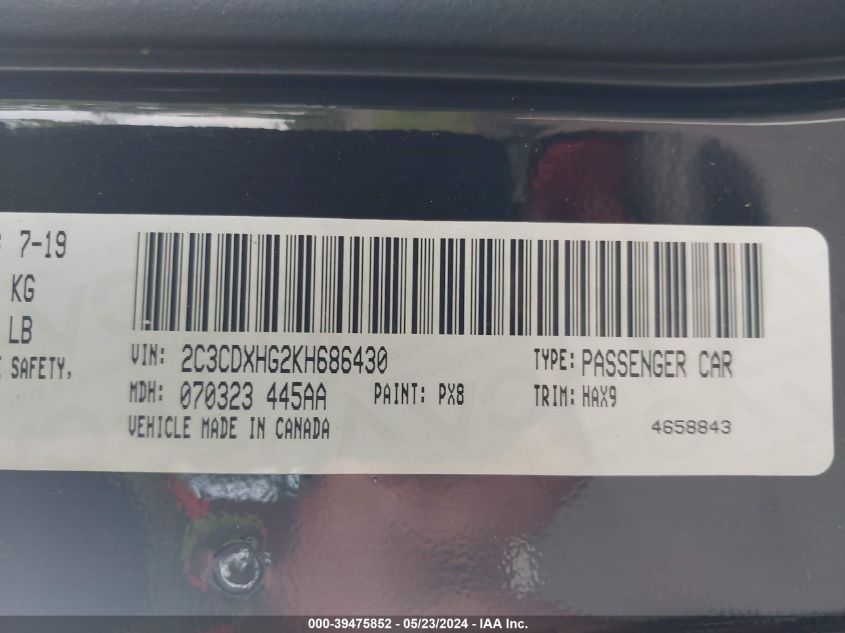 7-19
KG
LB
SAFETY,
VIN: 2C3CDXHG2KH686430 TYPE: PASSENGER CAR
MDH: 070323 445AA PAINT: PX8 TRIM: HAX9
VEHICLE MADE IN CANADA 4658843
000-39475852 / 05/23/2024 - IAA Inc.